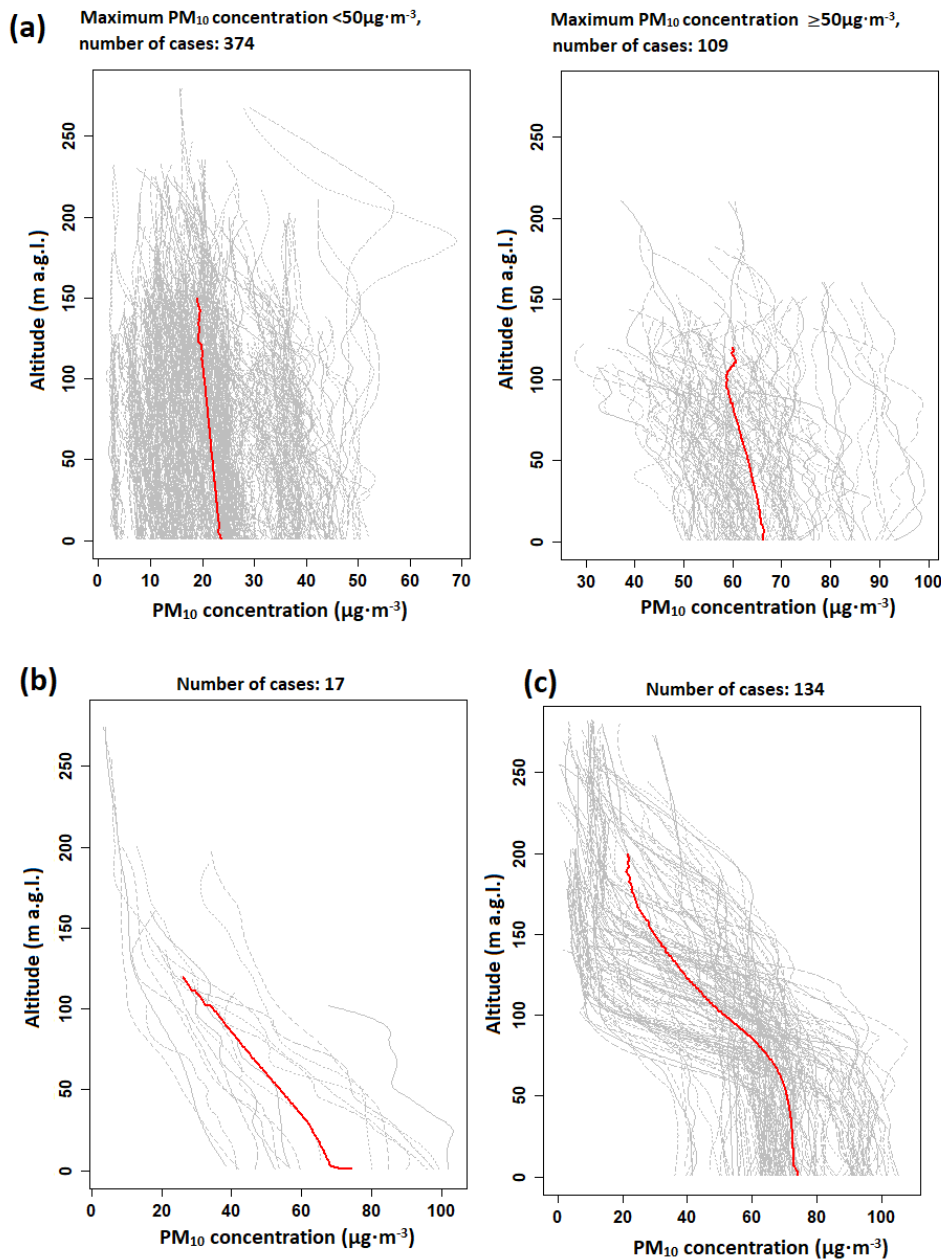 (a)
Maximum PM₁₀ concentration <50µg·m⁻³,
number of cases: 374
Maximum PM₁₀ concentration ≥50µg·m⁻³,
number of cases: 109
Altitude (m a.g.l.)
250
200
150
100
50
0
0 10 20 30 40 50 60 70
PM₁₀ concentration (µg·m⁻³)
Altitude (m a.g.l.)
250
200
150
100
50
0
30 40 50 60 70 80 90 100
PM₁₀ concentration (µg·m⁻³)
(b)
Number of cases: 17
Altitude (m a.g.l.)
250
200
150
100
50
0
0 20 40 60 80 100
PM₁₀ concentration (µg·m⁻³)
(c)
Number of cases: 134
Altitude (m a.g.l.)
250
200
150
100
50
0
0 20 40 60 80 100
PM₁₀ concentration (µg·m⁻³)